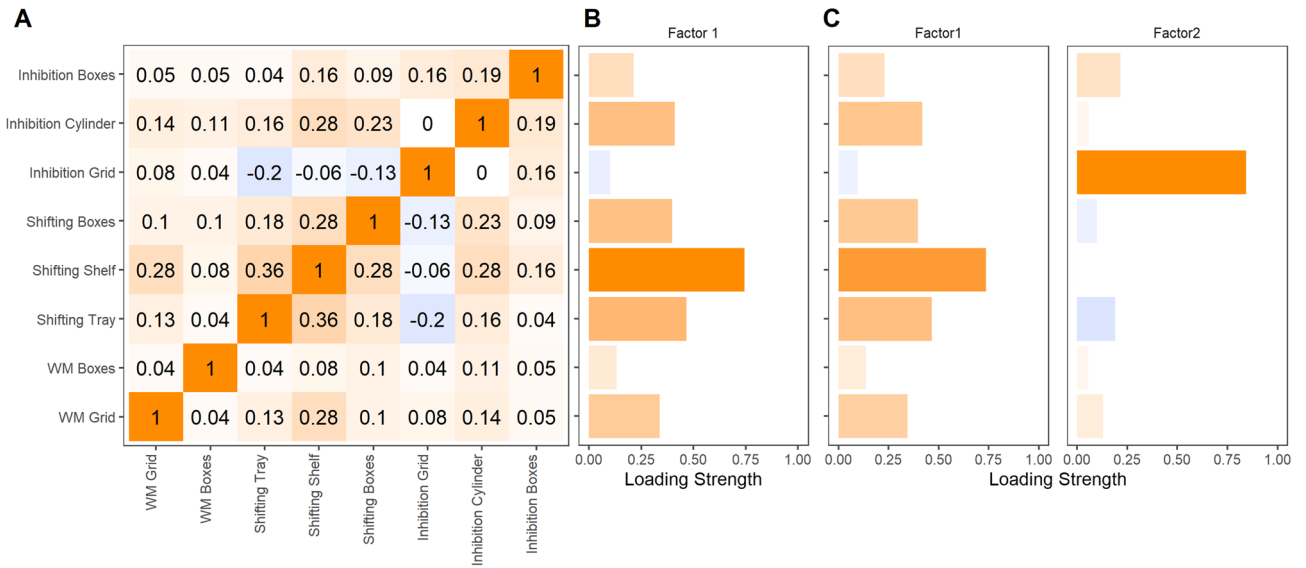 A
B
C
Factor 1
Factor1
Factor2
Inhibition Boxes 0.05 0.05 0.04 0.16 0.09 0.16 0.19 1
Inhibition Cylinder 0.14 0.11 0.16 0.28 0.23 0 1 0.19
Inhibition Grid 0.08 0.04 -0.2 -0.06 -0.13 1 0 0.16
Shifting Boxes 0.1 0.1 0.18 0.28 1 -0.13 0.23 0.09
Shifting Shelf 0.28 0.08 0.36 1 0.28 -0.06 0.28 0.16
Shifting Tray 0.13 0.04 1 0.36 0.18 -0.2 0.16 0.04
WM Boxes 0.04 1 0.04 0.08 0.1 0.04 0.11 0.05
WM Grid 1 0.04 0.13 0.28 0.1 0.08 0.14 0.05
WM Grid
WM Boxes
Shifting Tray
Shifting Shelf
Shifting Boxes
Inhibition Grid
Inhibition Cylinder
Inhibition Boxes
0.00 0.25 0.50 0.75 1.00
Loading Strength
0.00 0.25 0.50 0.75 1.00
0.00 0.25 0.50 0.75 1.00
Loading Strength